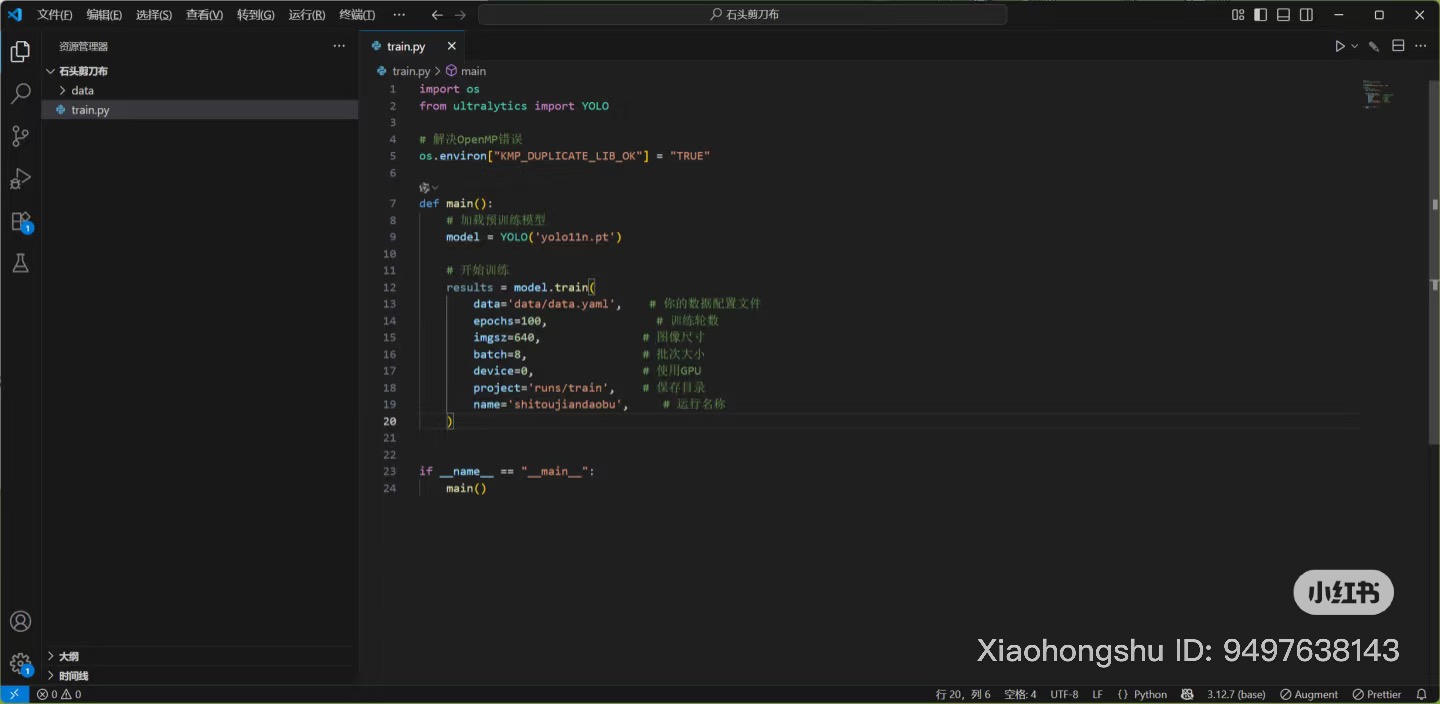 文件(F) 编辑(E) 选择(S) 查看(V) 转到(G) 运行(R) 终端(T) ··· 石头剪刀布
资源管理器 ···
石头剪刀布
data
train.py
大纲
时间线
train.py
train.py > main
1 import os
2 from ultralytics import YOLO
3
4 # 解决OpenMP错误
5 os.environ["KMP_DUPLICATE_LIB_OK"] = "TRUE"
6
7 def main():
8     # 加载预训练模型
9     model = YOLO('yolo11n.pt')
10
11     # 开始训练
12     results = model.train(
13         data='data/data.yaml',    # 你的数据配置文件
14         epochs=100,                # 训练轮数
15         imgsz=640,               # 图像尺寸
16         batch=8,                 # 批次大小
17         device=0,                # 使用GPU
18         project='runs/train',    # 保存目录
19         name='shitoujiandaobu',     # 运行名称
20     )
21
22
23 if __name__ == "__main__":
24     main()
小红书
Xiaohongshu ID: 9497638143
0 0 行 20，列 6 空格: 4 UTF-8 LF {} Python 3.12.7 (base) Augment Prettier